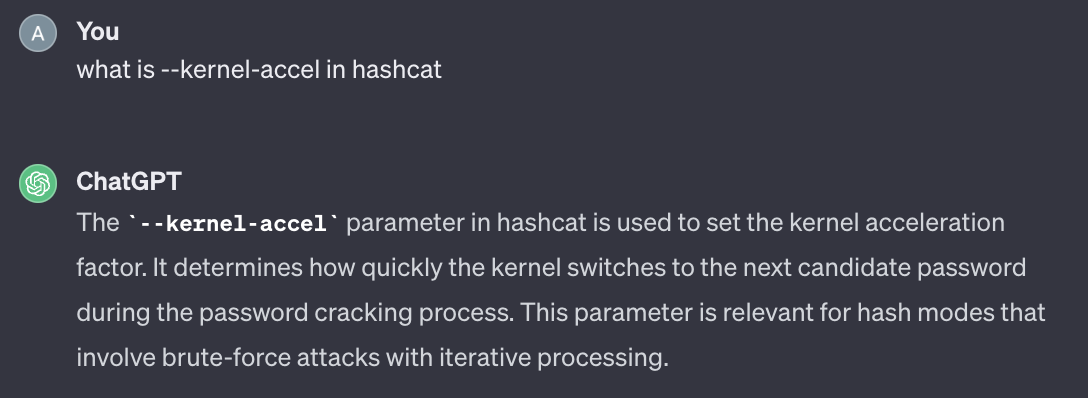 A
You
what is --kernel-accel in hashcat
ChatGPT
The `--kernel-accel` parameter in hashcat is used to set the kernel acceleration
factor. It determines how quickly the kernel switches to the next candidate password
during the password cracking process. This parameter is relevant for hash modes that
involve brute-force attacks with iterative processing.